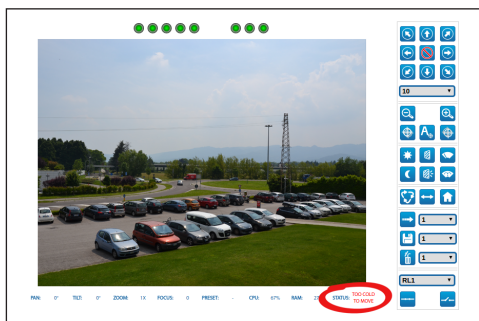 10
A
1
1
1
RL1
PAN: 0° TILT: 0° ZOOM: 1X FOCUS: 0 PRESET: - CPU: 67% RAM: STATUS: TOO COLD
TO MOVE